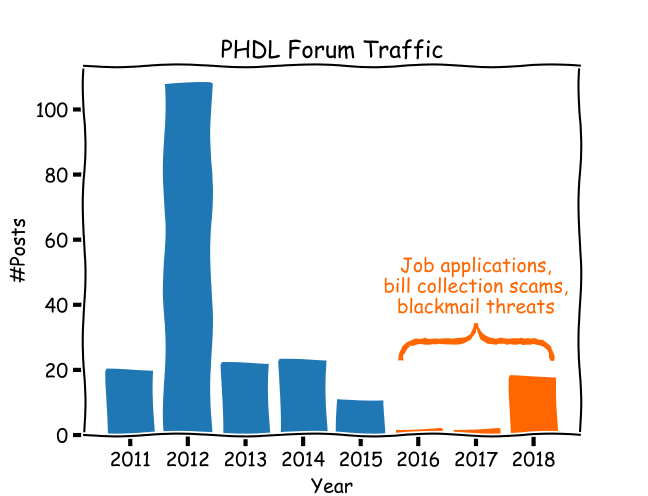 PHDL Forum Traffic
100
80
60
40
20
0
#Posts
Job applications,
bill collection scams,
blackmail threats
2011 2012 2013 2014 2015 2016 2017 2018
Year